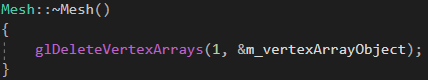 Mesh::~Mesh()
{
    glDeleteVertexArrays(1, &m_vertexArrayObject);
}